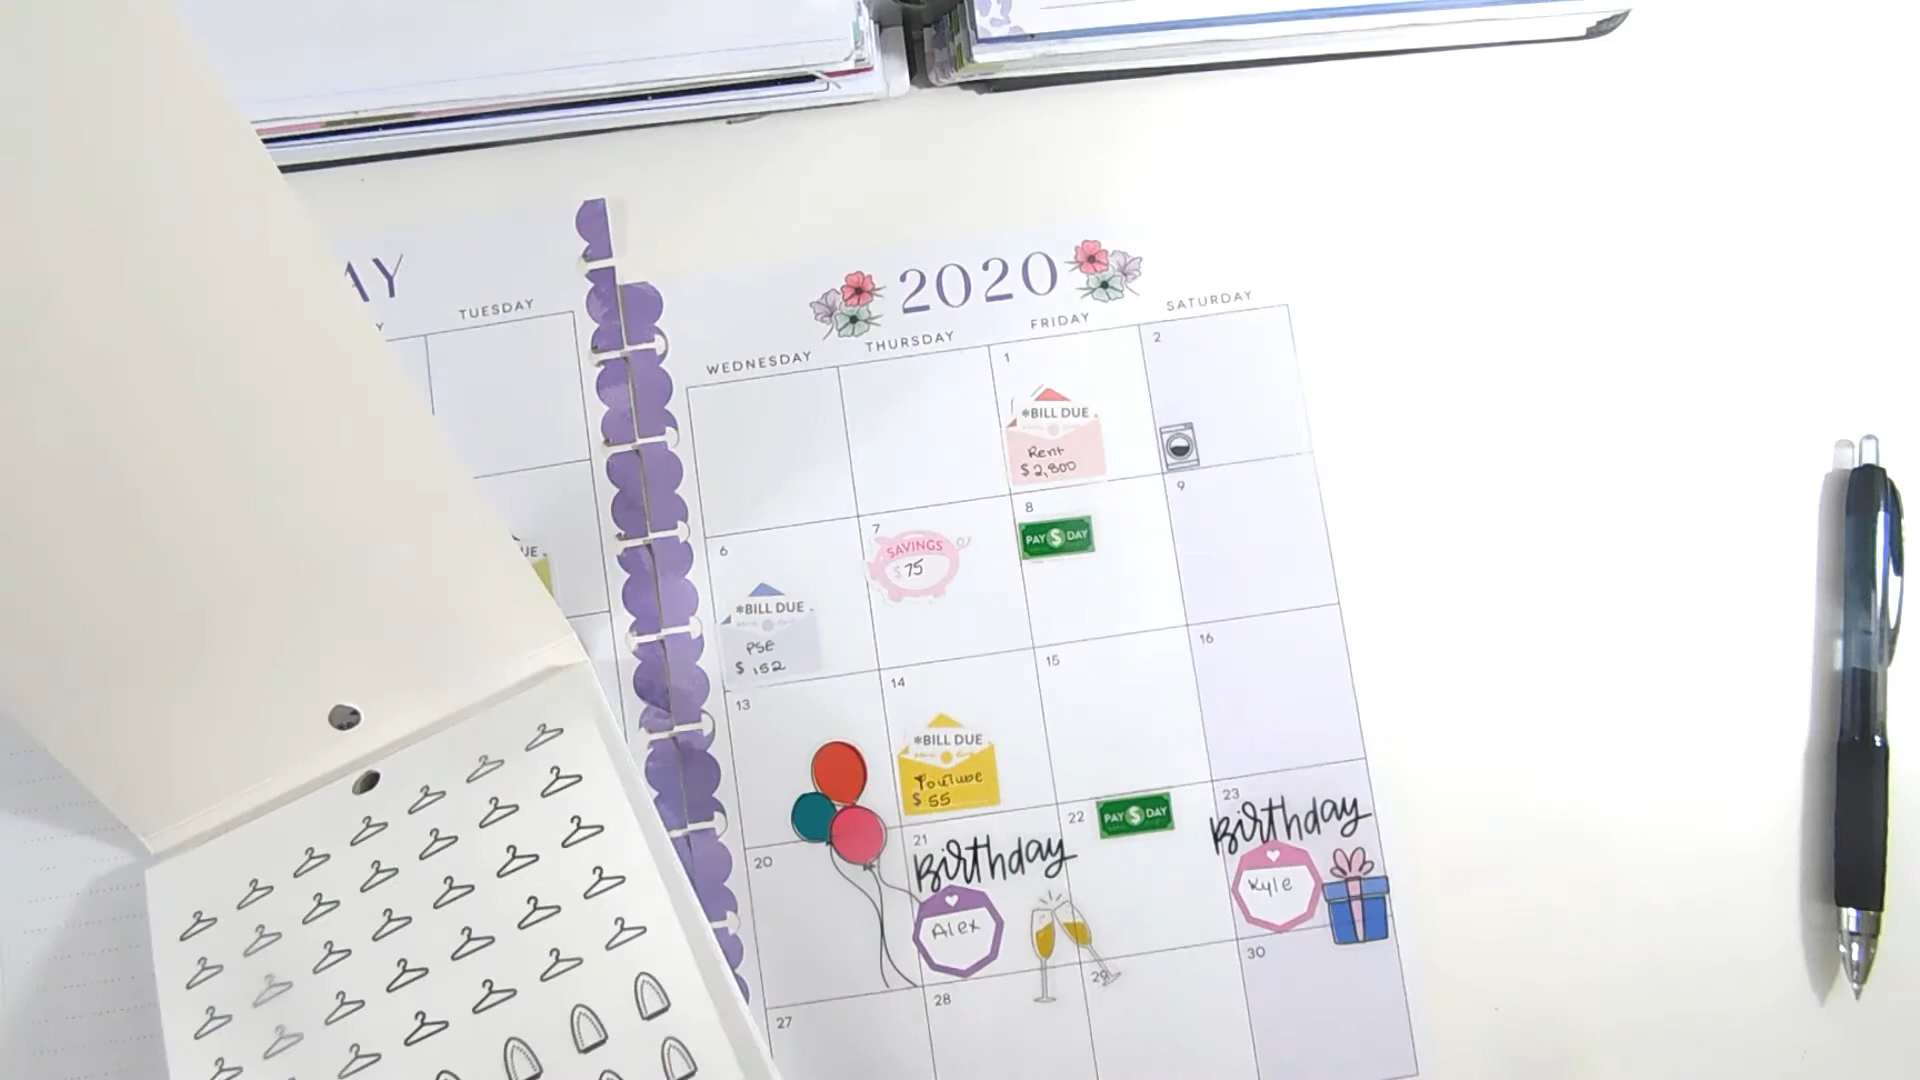 AY
2020
TUESDAY
WEDNESDAY
THURSDAY
FRIDAY
SATURDAY
1
2
*BILL DUE
Rent
$2,800
6
7
8
9
SAVINGS
$75
PAY $ DAY
UE
*BILL DUE
PSE
$152
13
14
15
16
*BILL DUE
YouTube
$55
20
21
22
23
PAY $ DAY
Birthday
Alex
Birthday
Kyle
27
28
29
30